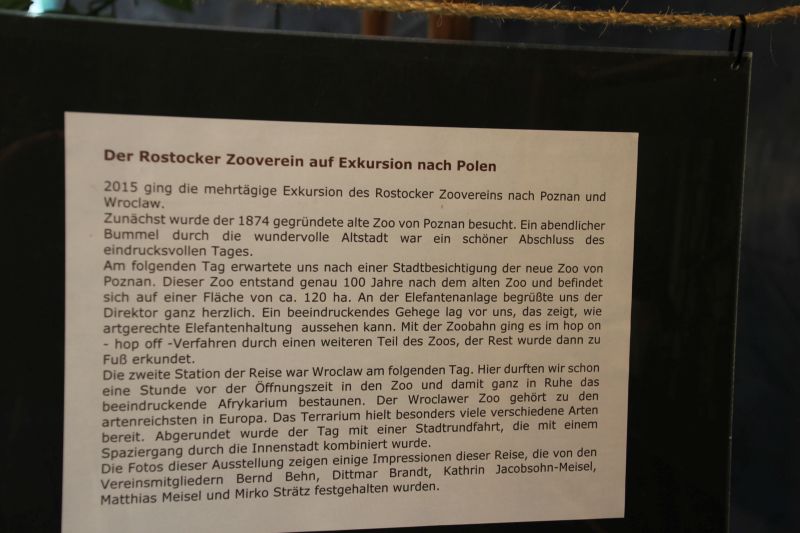 Der Rostocker Zooverein auf Exkursion nach Polen
2015 ging die mehrtägige Exkursion des Rostocker Zoovereins nach Poznan und
Wroclaw.
Zunächst wurde der 1874 gegründete alte Zoo von Poznan besucht. Ein abendlicher
Bummel durch die wundervolle Altstadt war ein schöner Abschluss des
eindrucksvollen Tages.
Am folgenden Tag erwartete uns nach einer Stadtbesichtigung der neue Zoo von
Poznan. Dieser Zoo entstand genau 100 Jahre nach dem alten Zoo und befindet
sich auf einer Fläche von ca. 120 ha. An der Elefantenanlage begrüßte uns der
Direktor ganz herzlich. Ein beeindruckendes Gehege lag vor uns, das zeigt, wie
artgerechte Elefantenhaltung aussehen kann. Mit der Zoobahn ging es im hop on
- hop off -Verfahren durch einen weiteren Teil des Zoos, der Rest wurde dann zu
Fuß erkundet.
Die zweite Station der Reise war Wroclaw am folgenden Tag. Hier durften wir schon
eine Stunde vor der Öffnungszeit in den Zoo und damit ganz in Ruhe das
beeindruckende Afrykarium bestaunen. Der Wroclawer Zoo gehört zu den
artenreichsten in Europa. Das Terrarium hielt besonders viele verschiedene Arten
bereit. Abgerundet wurde der Tag mit einer Stadtrundfahrt, die mit einem
Spaziergang durch die Innenstadt kombiniert wurde.
Die Fotos dieser Ausstellung zeigen einige Impressionen dieser Reise, die von den
Vereinsmitgliedern Bernd Behn, Dittmar Brandt, Kathrin Jacobsohn-Meisel,
Matthias Meisel und Mirko Strätz festgehalten wurden.